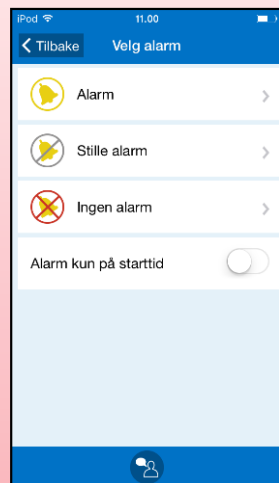 iPod 11.00
Tilbake Velg alarm
Alarm
Stille alarm
Ingen alarm
Alarm kun på starttid